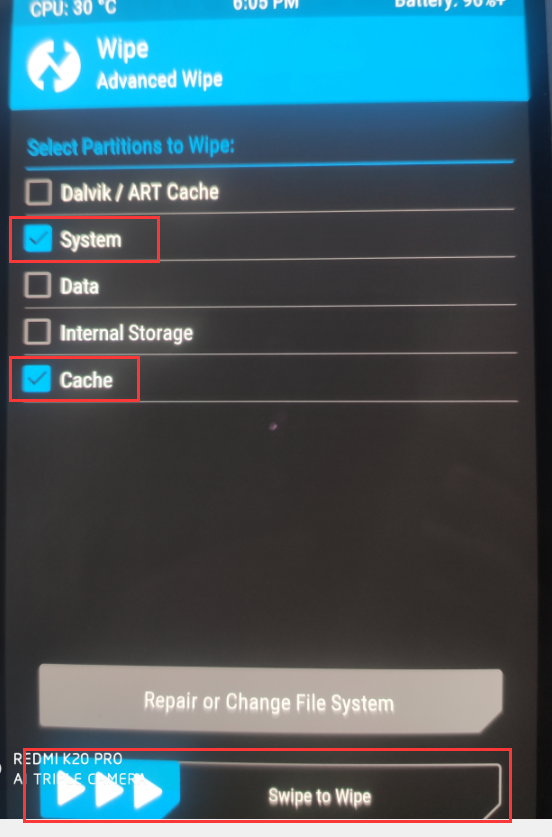 CPU: 30 °C 6:05 PM Battery: 90%+
Wipe
Advanced Wipe
Select Partitions to Wipe:
Dalvik / ART Cache
System
Data
Internal Storage
Cache
Repair or Change File System
REDMI K20 PRO
AI TRIPLE CAMERA
Swipe to Wipe